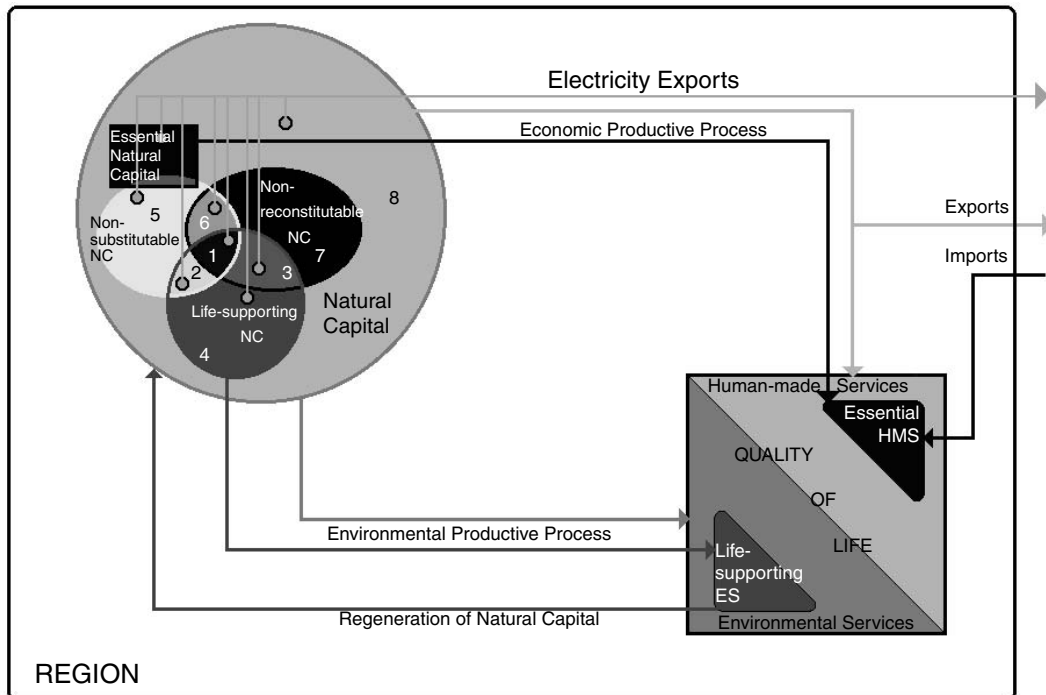 Electricity Exports
Economic Productive Process
Essential
Natural
Capital
Non-
reconstitutable
NC
7
8
5
6
Non-
substitutable
NC
1
2
3
Life-supporting
NC
4
Natural
Capital
Exports
Imports
Human-made Services
Essential
HMS
QUALITY
OF
LIFE
Environmental Productive Process
Life-
supporting
ES
Environmental Services
Regeneration of Natural Capital
REGION